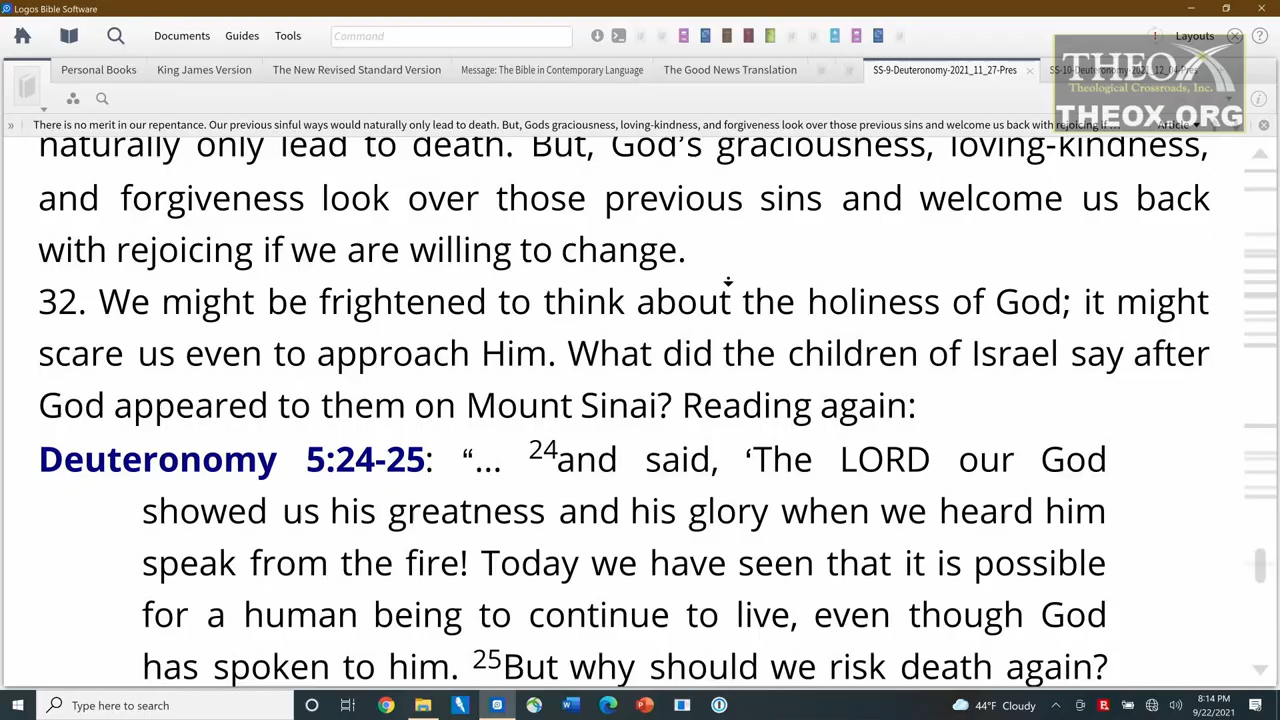 Logos Bible Software
Documents Guides Tools Command Layouts
Personal Books King James Version The New Revised Standard The Bible in Contemporary Language The Good News Translation SS-9-Deuteronomy-2021_11_27-Pres SS-10-Deuteronomy-2021_12_04-Pres
THEOX
Theological Crossroads, Inc.
THEOX.ORG
There is no merit in our repentance. Our previous sinful ways would naturally only lead to death. But, God's graciousness, loving-kindness, and forgiveness look over those previous sins and welcome us back with rejoicing if ... Article
naturally only lead to death. But, God's graciousness, loving-kindness,
and forgiveness look over those previous sins and welcome us back
with rejoicing if we are willing to change.
32. We might be frightened to think about the holiness of God; it might
scare us even to approach Him. What did the children of Israel say after
God appeared to them on Mount Sinai? Reading again:
Deuteronomy 5:24-25: “... 24and said, ‘The LORD our God
showed us his greatness and his glory when we heard him
speak from the fire! Today we have seen that it is possible
for a human being to continue to live, even though God
has spoken to him. 25But why should we risk death again?
Type here to search
44°F Cloudy
8:14 PM
9/22/2021